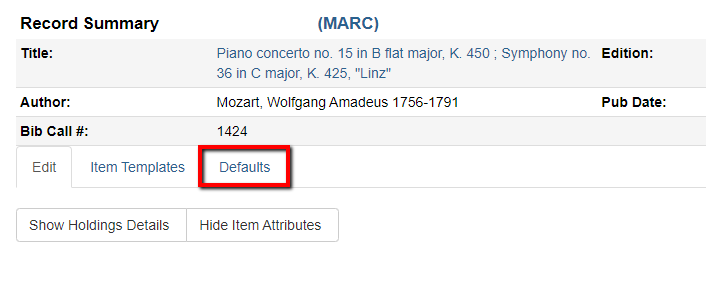 Record Summary (MARC)
Title: Piano concerto no. 15 in B flat major, K. 450 ; Symphony no. Edition:
36 in C major, K. 425, "Linz"
Author: Mozart, Wolfgang Amadeus 1756-1791 Pub Date:
Bib Call #: 1424
Edit Item Templates Defaults
Show Holdings Details Hide Item Attributes